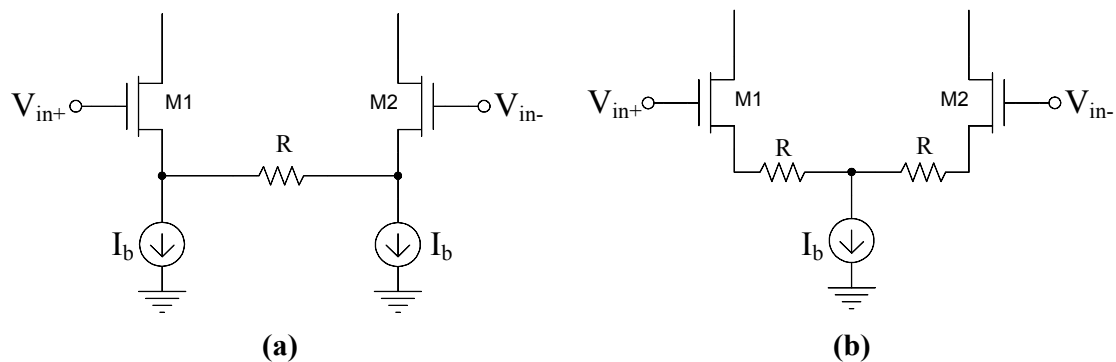 V_in+
M1
M2
V_in-
R
I_b
I_b
(a)
V_in+
M1
M2
V_in-
R
R
I_b
(b)